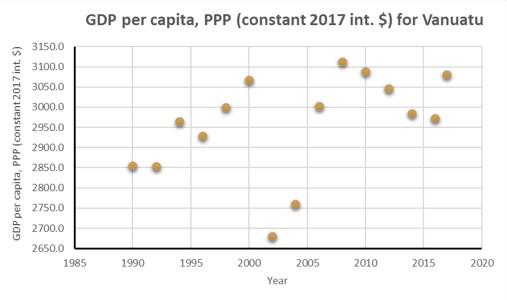 GDP per capita, PPP (constant 2017 int. $) for Vanuatu
GDP per capita, PPP (constant 2017 int. $)
3150.0
3100.0
3050.0
3000.0
2950.0
2900.0
2850.0
2800.0
2750.0
2700.0
2650.0
1985 1990 1995 2000 2005 2010 2015 2020
Year